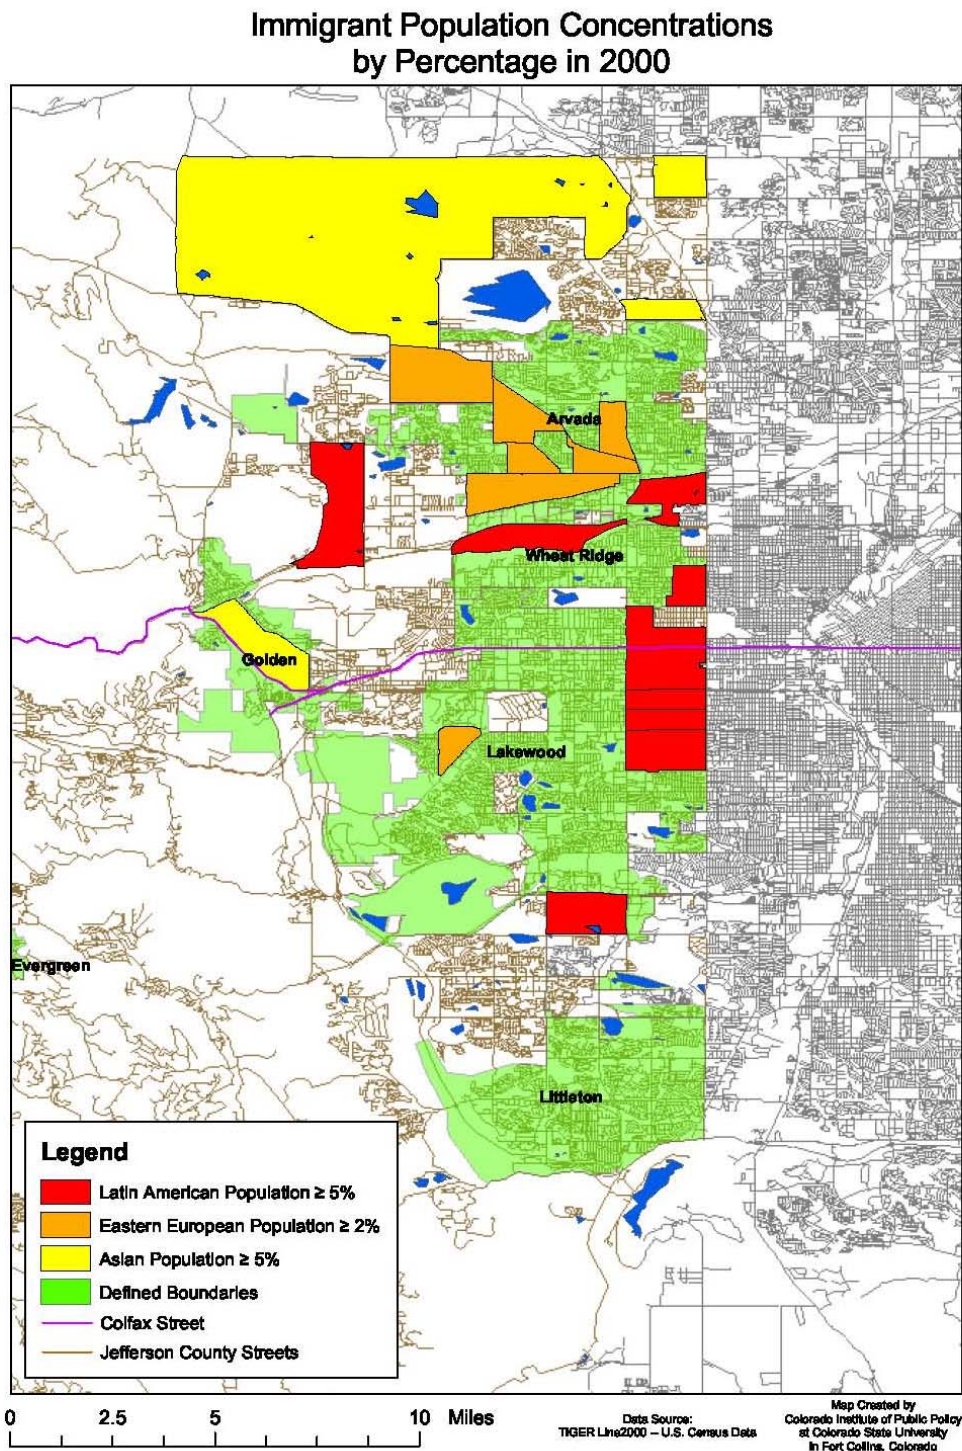 Immigrant Population Concentrations
by Percentage in 2000
Arvada
Wheat Ridge
Golden
Lakewood
Evergreen
Littleton
Legend
Latin American Population ≥ 5%
Eastern European Population ≥ 2%
Asian Population ≥ 5%
Defined Boundaries
Colfax Street
Jefferson County Streets
0 2.5 5 10 Miles
Data Source:
TIGER Line2000 – U.S. Census Data
Map Created by
Colorado Institute of Public Policy
at Colorado State University
in Fort Collins, Colorado